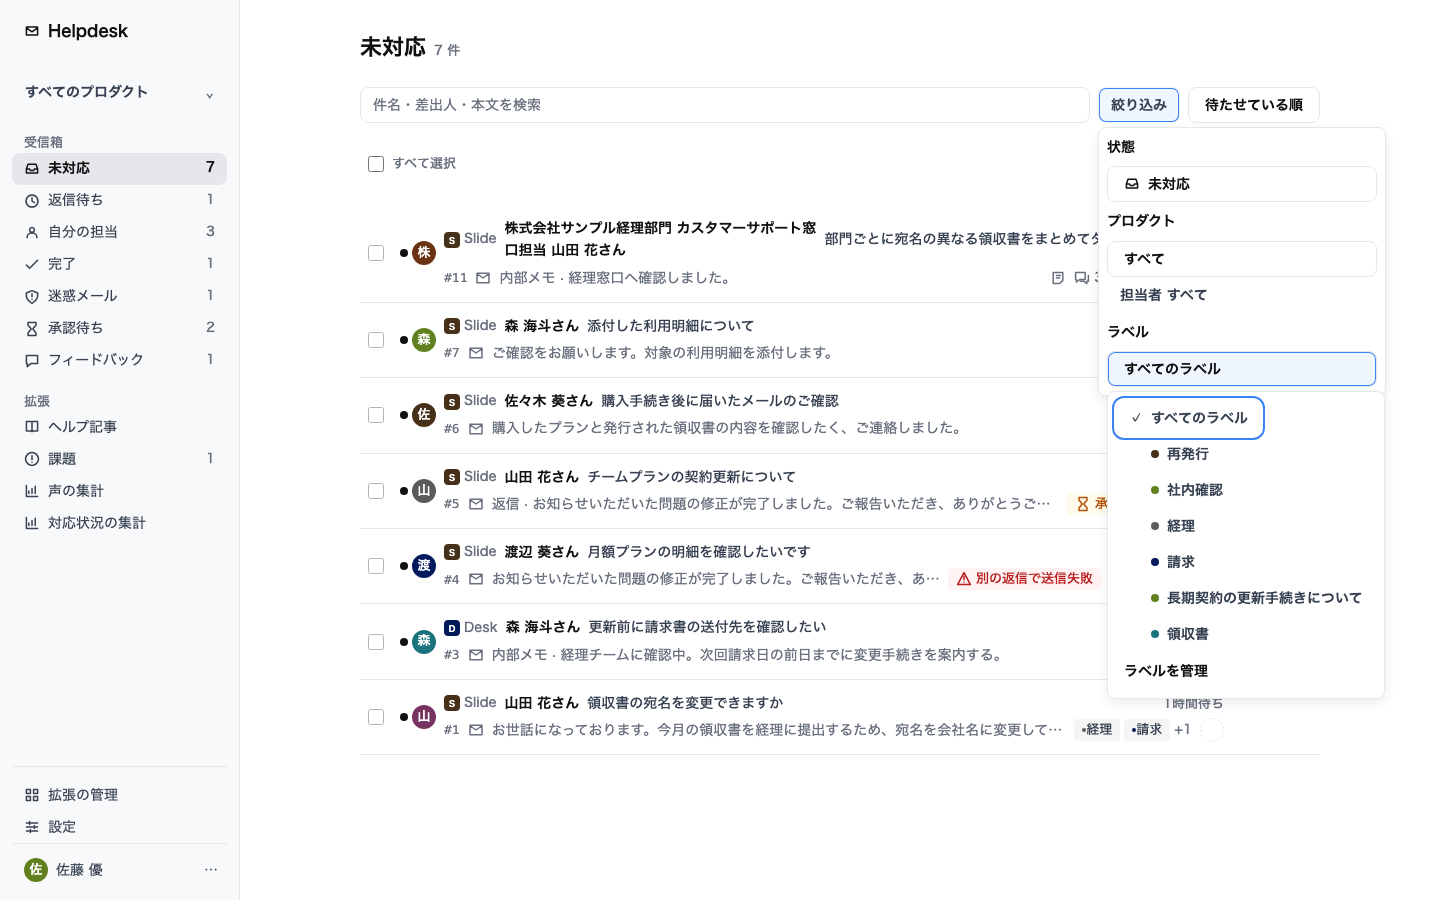 Helpdesk
すべてのプロダクト
受信箱
未対応 7
返信待ち 1
自分の担当 3
完了 1
迷惑メール 1
承認待ち 2
フィードバック 1
拡張
ヘルプ記事
課題 1
声の集計
対応状況の集計
拡張の管理
設定
佐 佐藤 優 …
未対応 7 件
件名・差出人・本文を検索
絞り込み
待たせている順
すべて選択
株 S Slide 株式会社サンプル経理部門 カスタマーサポート窓
口担当 山田 花さん
部門ごとに宛名の異なる領収書をまとめて
#11 内部メモ · 経理窓口へ確認しました。
森 S Slide 森 海斗さん 添付した利用明細について
#7 ご確認をお願いします。対象の利用明細を添付します。
佐 S Slide 佐々木 葵さん 購入手続き後に届いたメールのご確認
#6 購入したプランと発行された領収書の内容を確認したく、ご連絡しました。
山 S Slide 山田 花さん チームプランの契約更新について
#5 返信 · お知らせいただいた問題の修正が完了しました。ご報告いただき、ありがとうご… 承
渡 S Slide 渡辺 葵さん 月額プランの明細を確認したいです
#4 お知らせいただいた問題の修正が完了しました。ご報告いただき、あ… 別の返信で送信失敗
森 D Desk 森 海斗さん 更新前に請求書の送付先を確認したい
#3 内部メモ · 経理チームに確認中。次回請求日の前日までに変更手続きを案内する。
山 S Slide 山田 花さん 領収書の宛名を変更できますか 1時間待ち
#1 お世話になっております。今月の領収書を経理に提出するため、宛名を会社名に変更して… 経理 請求 +1
状態
未対応
プロダクト
すべて
担当者 すべて
ラベル
すべてのラベル
✓ すべてのラベル
再発行
社内確認
経理
請求
長期契約の更新手続きについて
領収書
ラベルを管理